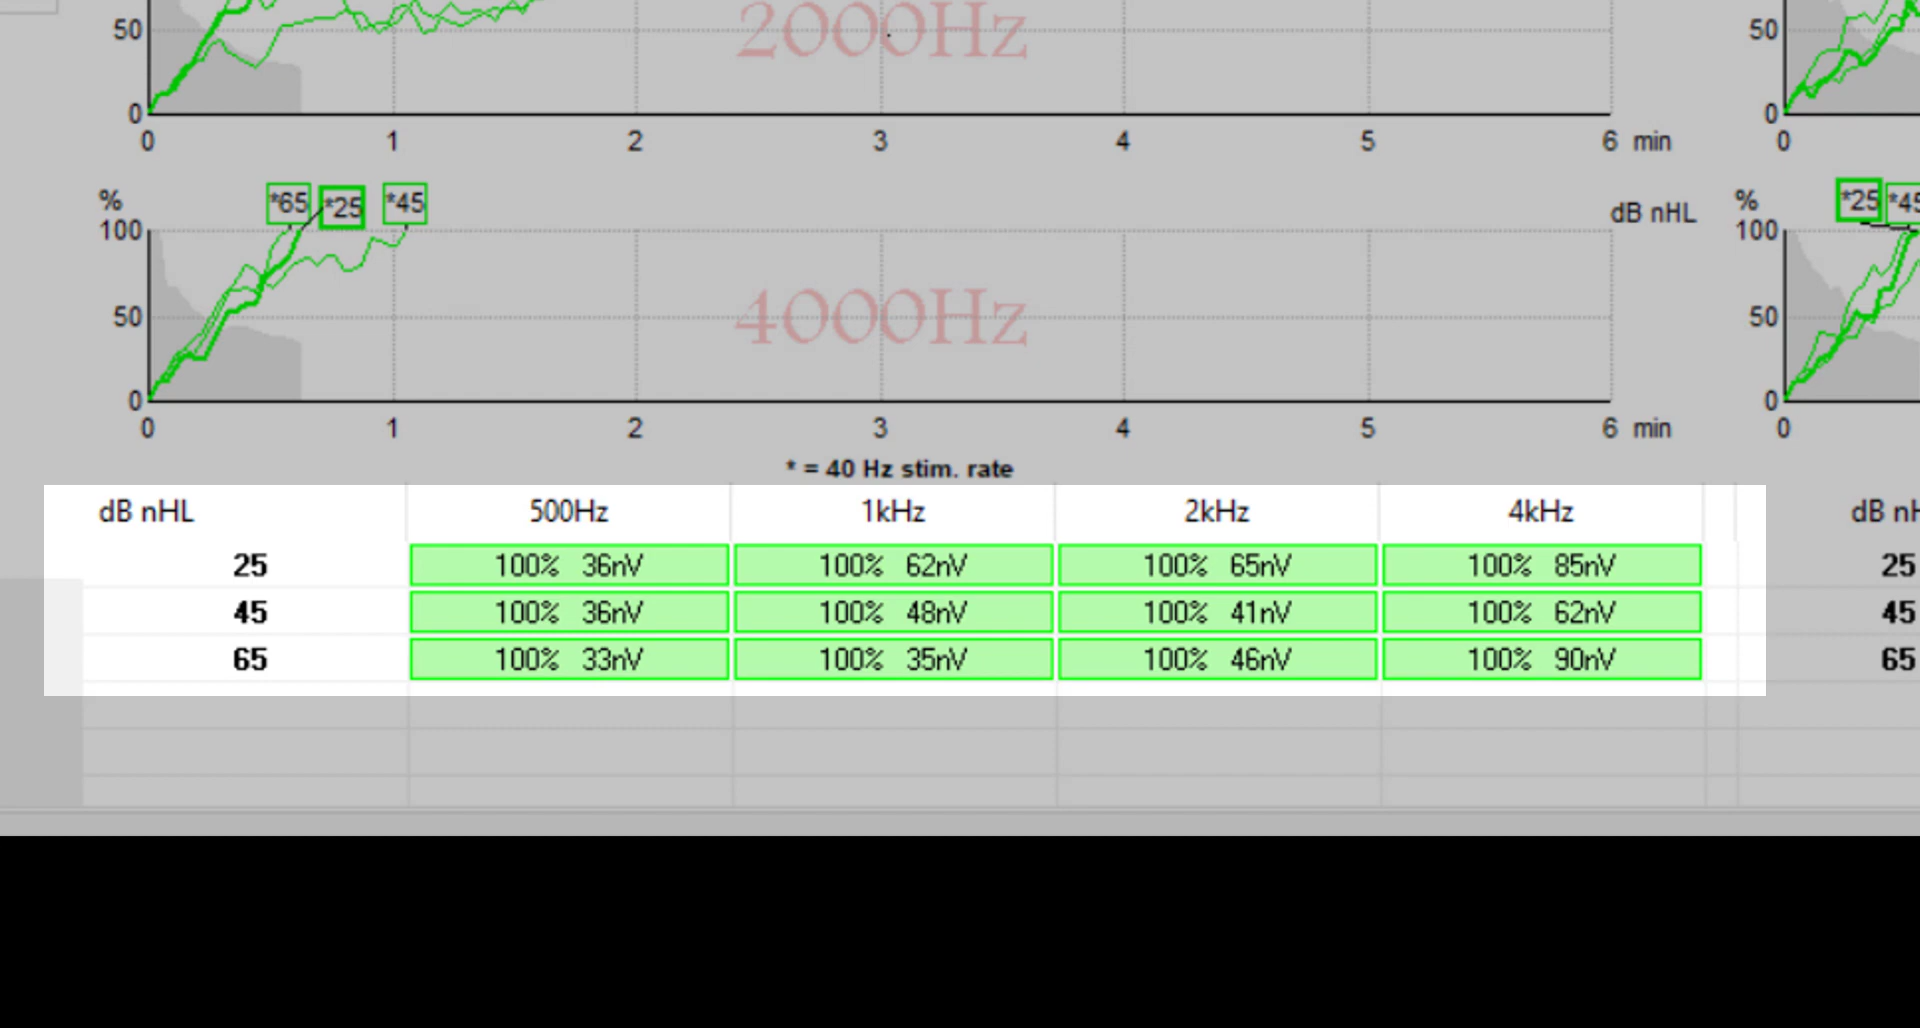 50
2000Hz
50
0
0
0 1 2 3 4 5 6 min
0
% *65 *25 *45 dB nHL
% *25 *45
100
100
50
4000Hz
50
0
0
0 1 2 3 4 5 6 min
0
* = 40 Hz stim. rate
dB nHL 500Hz 1kHz 2kHz 4kHz
25 100% 36nV 100% 62nV 100% 65nV 100% 85nV
45 100% 36nV 100% 48nV 100% 41nV 100% 62nV
65 100% 33nV 100% 35nV 100% 46nV 100% 90nV
dB
25
45
65